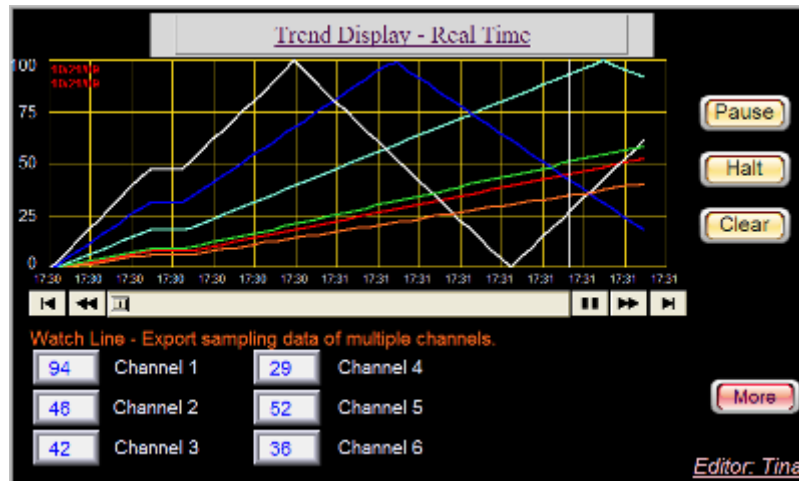 Trend Display - Real Time
100
75
50
25
0
17:30 17:30 17:30 17:30 17:30 17:30 17:30 17:31 17:31 17:31 17:31 17:31 17:31 17:31 17:31 17:31
Pause
Halt
Clear
Watch Line - Export sampling data of multiple channels.
94 Channel 1 29 Channel 4
48 Channel 2 52 Channel 5
42 Channel 3 36 Channel 6
More
Editor: Tina